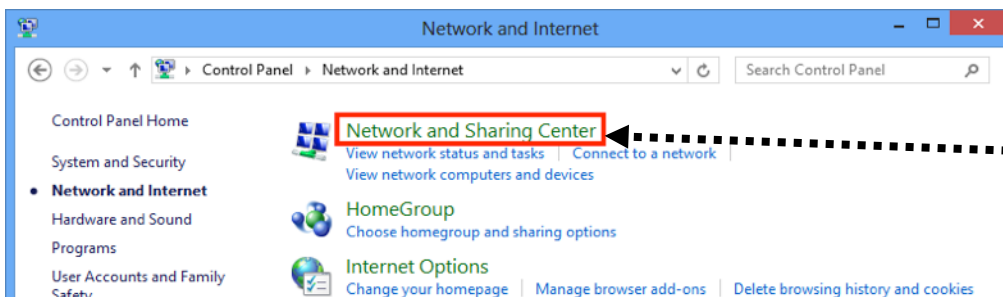 Network and Internet
Control Panel Network and Internet
Search Control Panel
Control Panel Home
System and Security
Network and Internet
Hardware and Sound
Programs
User Accounts and Family
Safety
Network and Sharing Center
View network status and tasks Connect to a network
View network computers and devices
HomeGroup
Choose homegroup and sharing options
Internet Options
Change your homepage Manage browser add-ons Delete browsing history and cookies